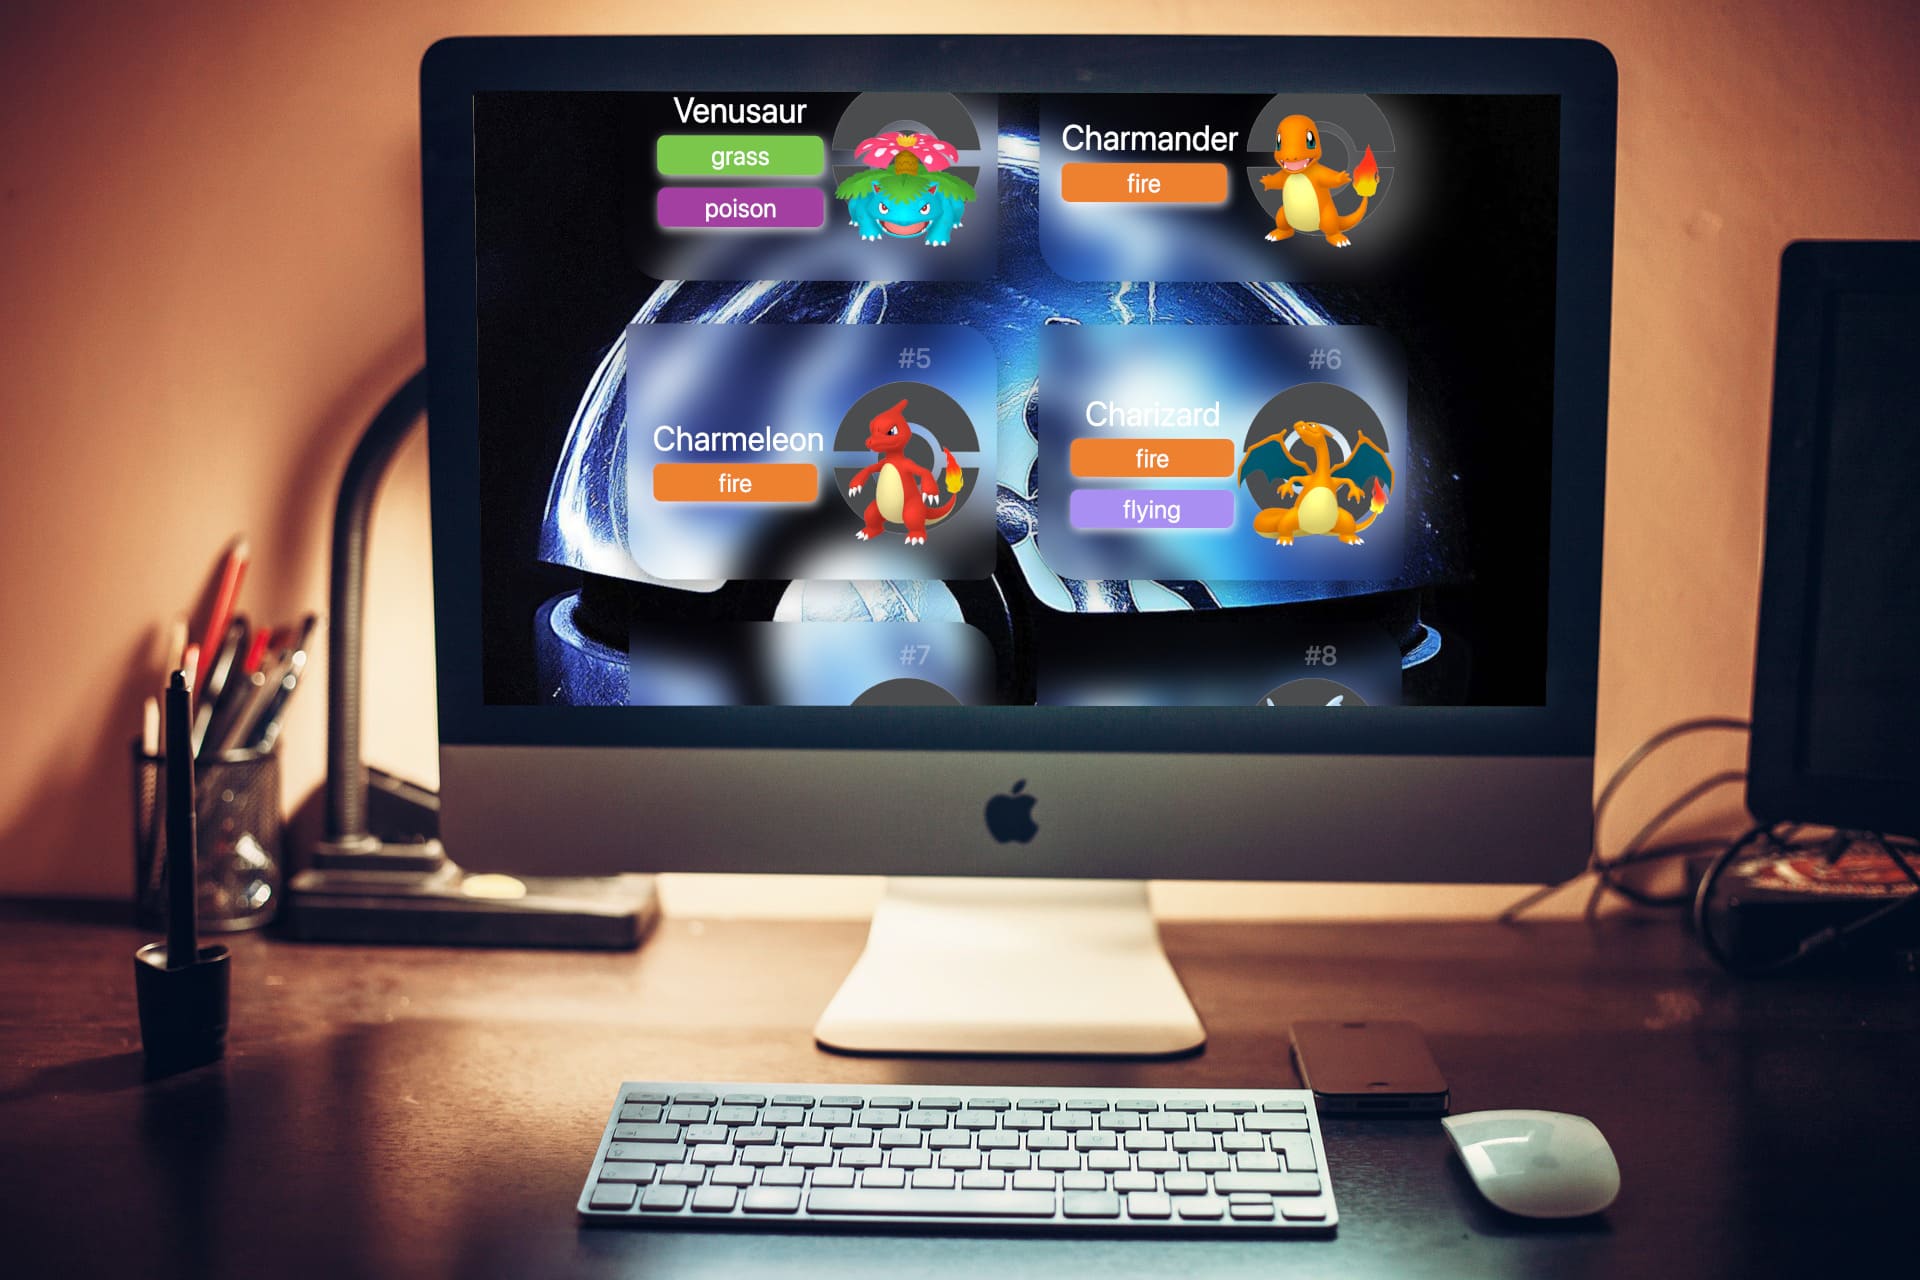 Venusaur
grass
poison
Charmander
fire
#5
Charmeleon
fire
#6
Charizard
fire
flying
#7
#8